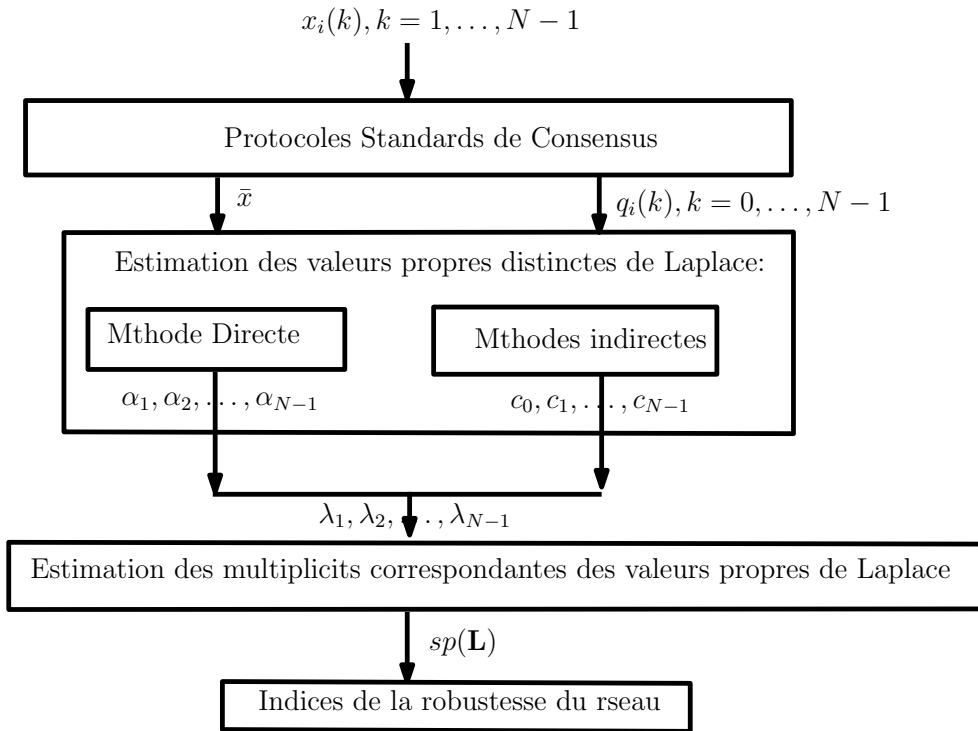 x_i(k), k = 1, . . . , N − 1
Protocoles Standards de Consensus
x̄
q_i(k), k = 0, . . . , N − 1
Estimation des valeurs propres distinctes de Laplace:
Mthode Directe
Mthodes indirectes
α_1, α_2, . . . , α_{N−1}
c_0, c_1, . . . , c_{N−1}
λ_1, λ_2, . . . , λ_{N−1}
Estimation des multiplicits correspondantes des valeurs propres de Laplace
sp(L)
Indices de la robustesse du rseau